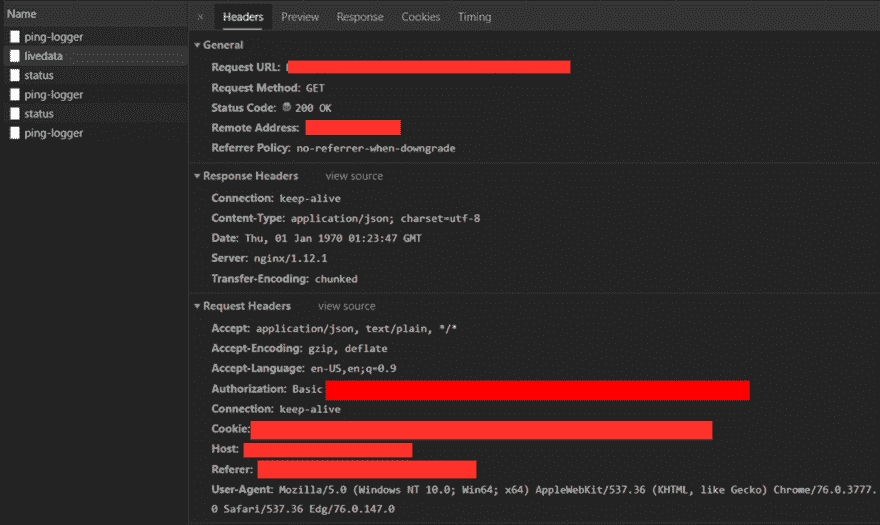 Name
× Headers Preview Response Cookies Timing
ping-logger
livedata
status
ping-logger
status
ping-logger
General
Request URL:
Request Method: GET
Status Code: 200 OK
Remote Address:
Referrer Policy: no-referrer-when-downgrade
Response Headers view source
Connection: keep-alive
Content-Type: application/json; charset=utf-8
Date: Thu, 01 Jan 1970 01:23:47 GMT
Server: nginx/1.12.1
Transfer-Encoding: chunked
Request Headers view source
Accept: application/json, text/plain, */*
Accept-Encoding: gzip, deflate
Accept-Language: en-US,en;q=0.9
Authorization: Basic
Connection: keep-alive
Cookie:
Host:
Referer:
User-Agent: Mozilla/5.0 (Windows NT 10.0; Win64; x64) AppleWebKit/537.36 (KHTML, like Gecko) Chrome/76.0.3777.
0 Safari/537.36 Edg/76.0.147.0